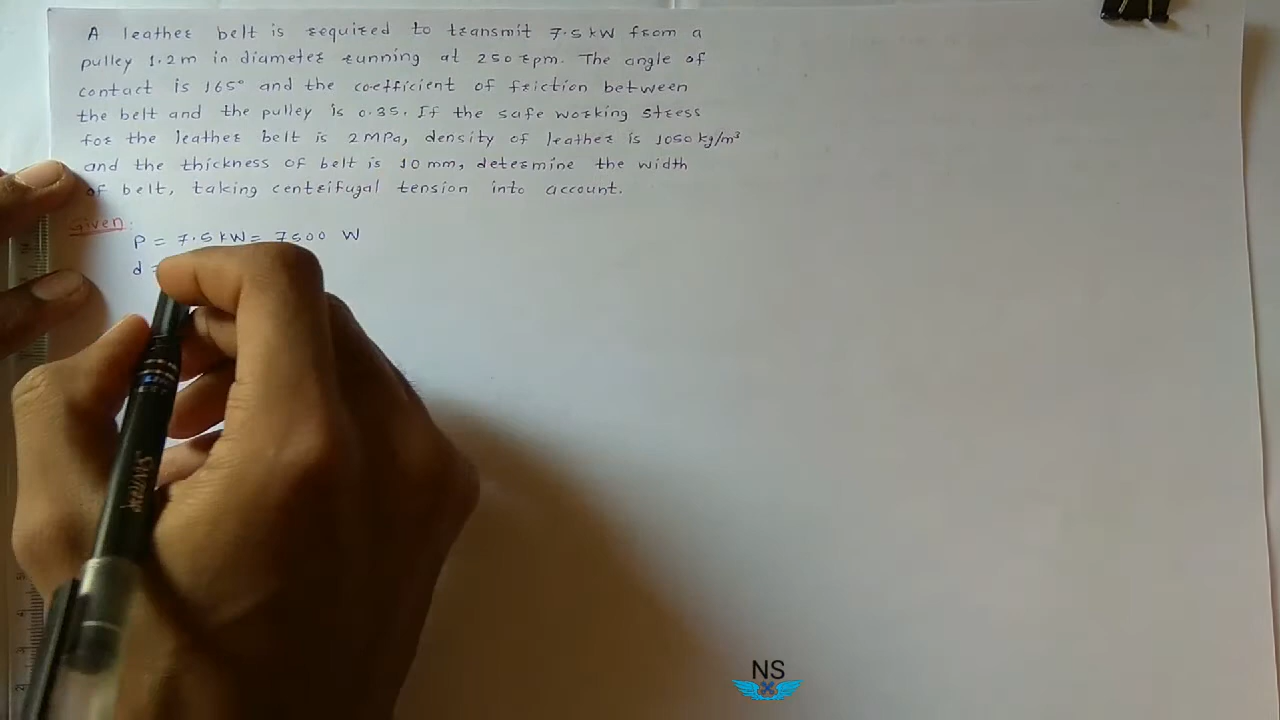 A leather belt is required to transmit 7.5 kW from a
pulley 1.2 m in diameter running at 250 rpm. The angle of
contact is 165° and the coefficient of friction between
the belt and the pulley is 0.35. If the safe working stress
for the leather belt is 2 MPa, density of leather is 1050 kg/m³
and the thickness of belt is 10 mm, determine the width
of belt, taking centrifugal tension into account.
Given:
P = 7.5 kW = 7500 W
d =
NS